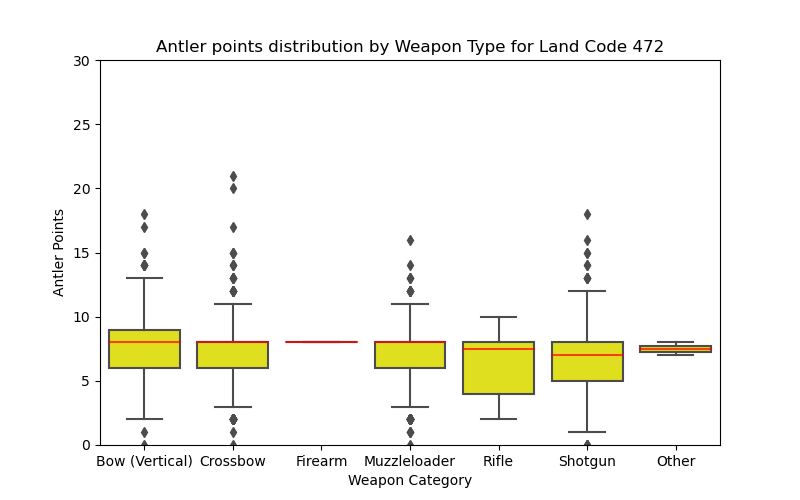 Antler points distribution by Weapon Type for Land Code 472
30
25
20
15
10
5
0
Antler Points
Bow (Vertical) Crossbow Firearm Muzzleloader Rifle Shotgun Other
Weapon Category